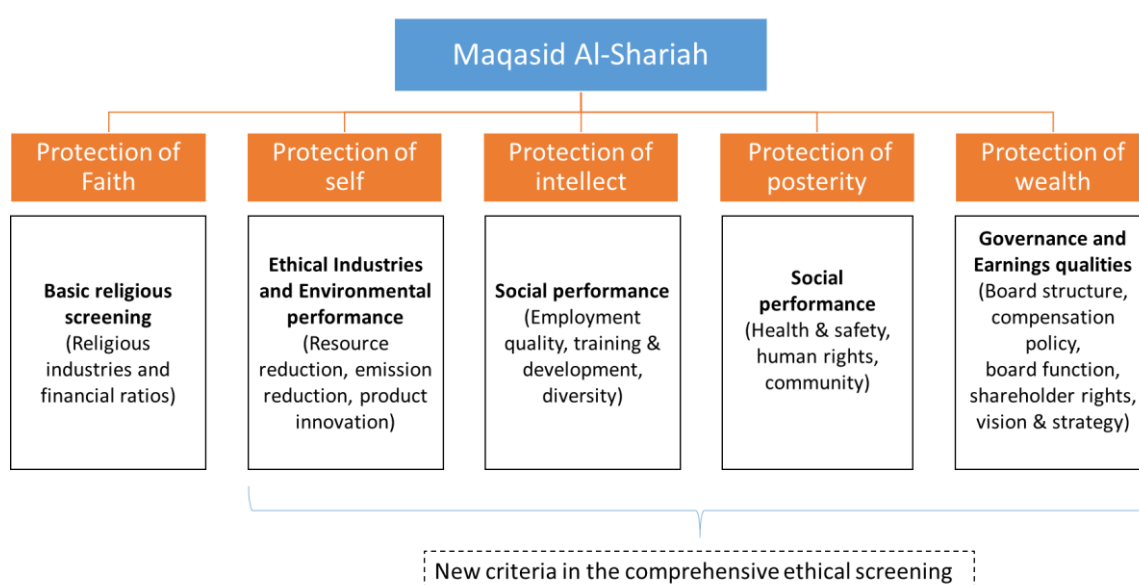 Maqasid Al-Shariah
Protection of
Faith
Protection of
self
Protection of
intellect
Protection of
posterity
Protection of
wealth
Basic religious
screening
(Religious
industries and
financial ratios)
Ethical Industries
and Environmental
performance
(Resource
reduction, emission
reduction, product
innovation)
Social performance
(Employment
quality, training &
development,
diversity)
Social
performance
(Health & safety,
human rights,
community)
Governance and
Earnings qualities
(Board structure,
compensation
policy,
board function,
shareholder rights,
vision & strategy)
New criteria in the comprehensive ethical screening